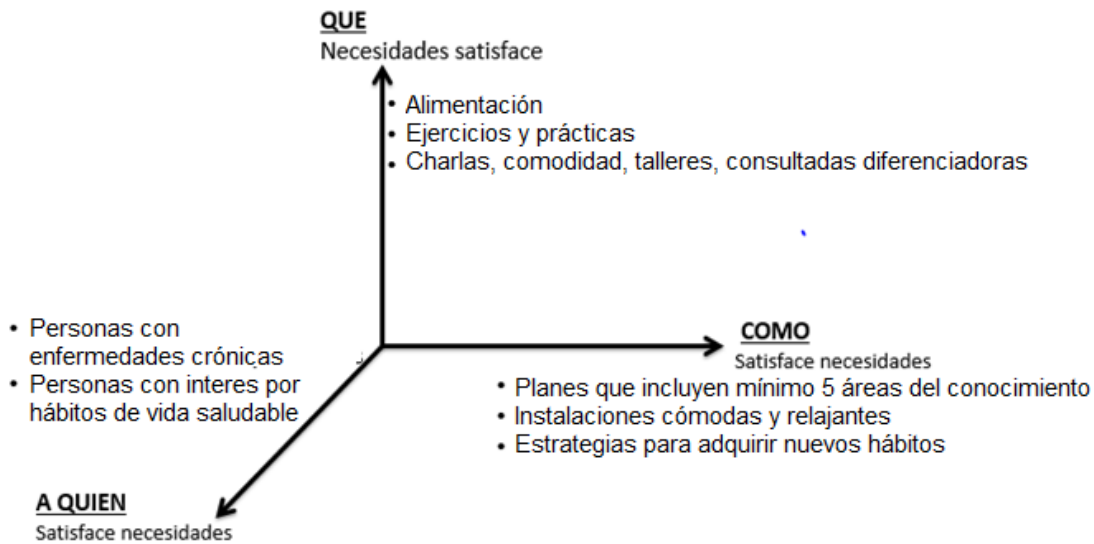 QUE
Necesidades satisface
• Alimentación
• Ejercicios y prácticas
• Charlas, comodidad, talleres, consultadas diferenciadoras
• Personas con
enfermedades crónicas
• Personas con interes por
hábitos de vida saludable
COMO
Satisface necesidades
• Planes que incluyen mínimo 5 áreas del conocimiento
• Instalaciones cómodas y relajantes
• Estrategias para adquirir nuevos hábitos
A QUIEN
Satisface necesidades